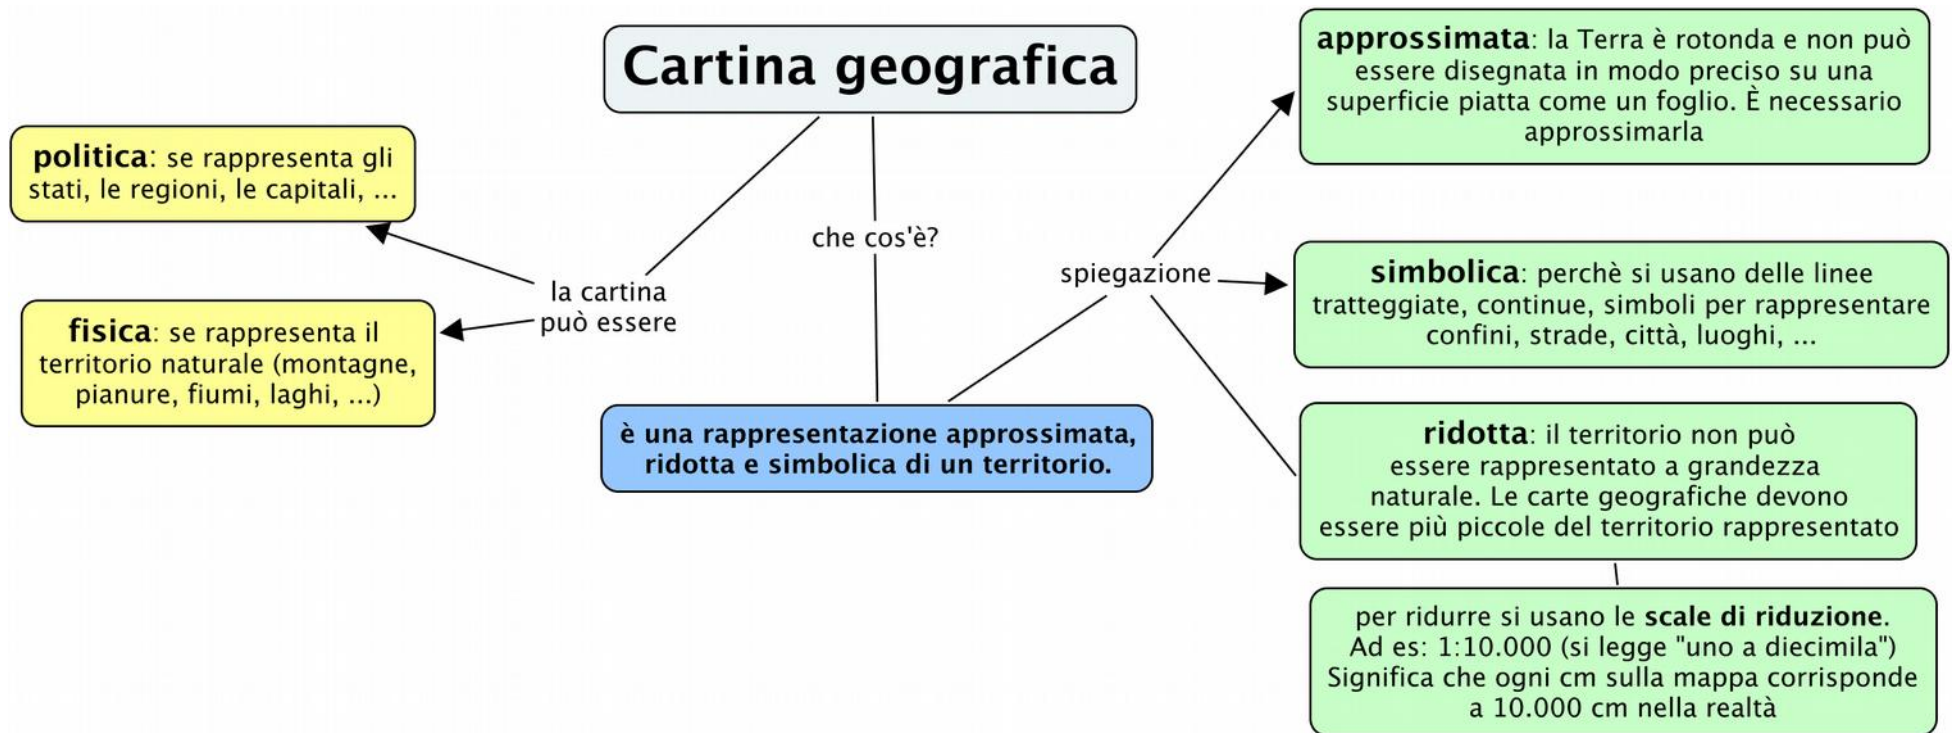 Cartina geografica
politica: se rappresenta gli
stati, le regioni, le capitali, ...
fisica: se rappresenta il
territorio naturale (montagne,
pianure, fiumi, laghi, ...)
la cartina
può essere
che cos'è?
è una rappresentazione approssimata,
ridotta e simbolica di un territorio.
spiegazione
approssimata: la Terra è rotonda e non può
essere disegnata in modo preciso su una
superficie piatta come un foglio. È necessario
approssimarla
simbolica: perchè si usano delle linee
tratteggiate, continue, simboli per rappresentare
confini, strade, città, luoghi, ...
ridotta: il territorio non può
essere rappresentato a grandezza
naturale. Le carte geografiche devono
essere più piccole del territorio rappresentato
per ridurre si usano le scale di riduzione.
Ad es: 1:10.000 (si legge "uno a diecimila")
Significa che ogni cm sulla mappa corrisponde
a 10.000 cm nella realtà